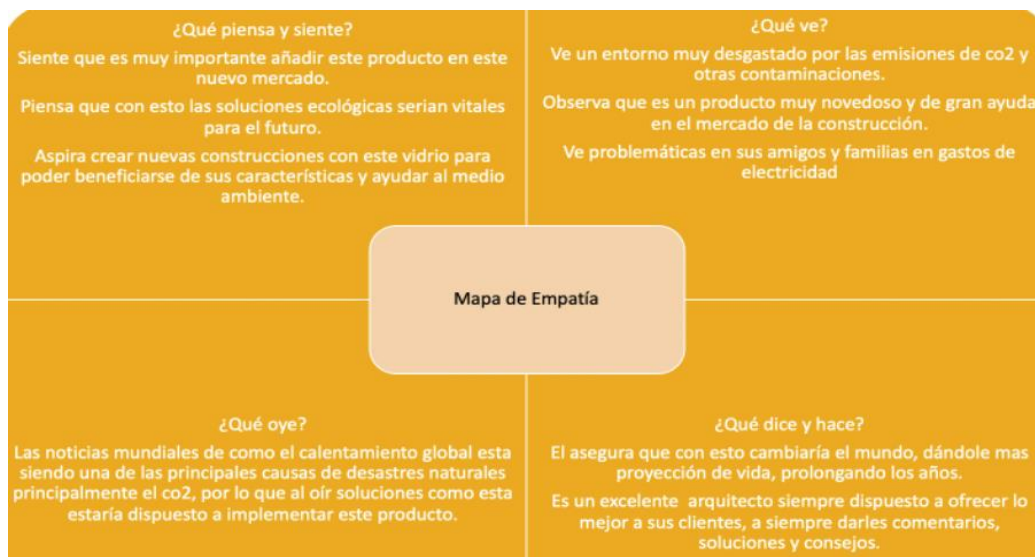 ¿Qué piensa y siente?
Siente que es muy importante añadir este producto en este
nuevo mercado.
Piensa que con esto las soluciones ecológicas serian vitales
para el futuro.
Aspira crear nuevas construcciones con este vidrio para
poder beneficiarse de sus características y ayudar al medio
ambiente.
¿Qué ve?
Ve un entorno muy desgastado por las emisiones de co2 y
otras contaminaciones.
Observa que es un producto muy novedoso y de gran ayuda
en el mercado de la construcción.
Ve problemáticas en sus amigos y familias en gastos de
electricidad
Mapa de Empatía
¿Qué oye?
Las noticias mundiales de como el calentamiento global esta
siendo una de las principales causas de desastres naturales
principalmente el co2, por lo que al oír soluciones como esta
estaría dispuesto a implementar este producto.
¿Qué dice y hace?
El asegura que con esto cambiaría el mundo, dándole mas
proyección de vida, prolongando los años.
Es un excelente arquitecto siempre dispuesto a ofrecer lo
mejor a sus clientes, a siempre darles comentarios,
soluciones y consejos.